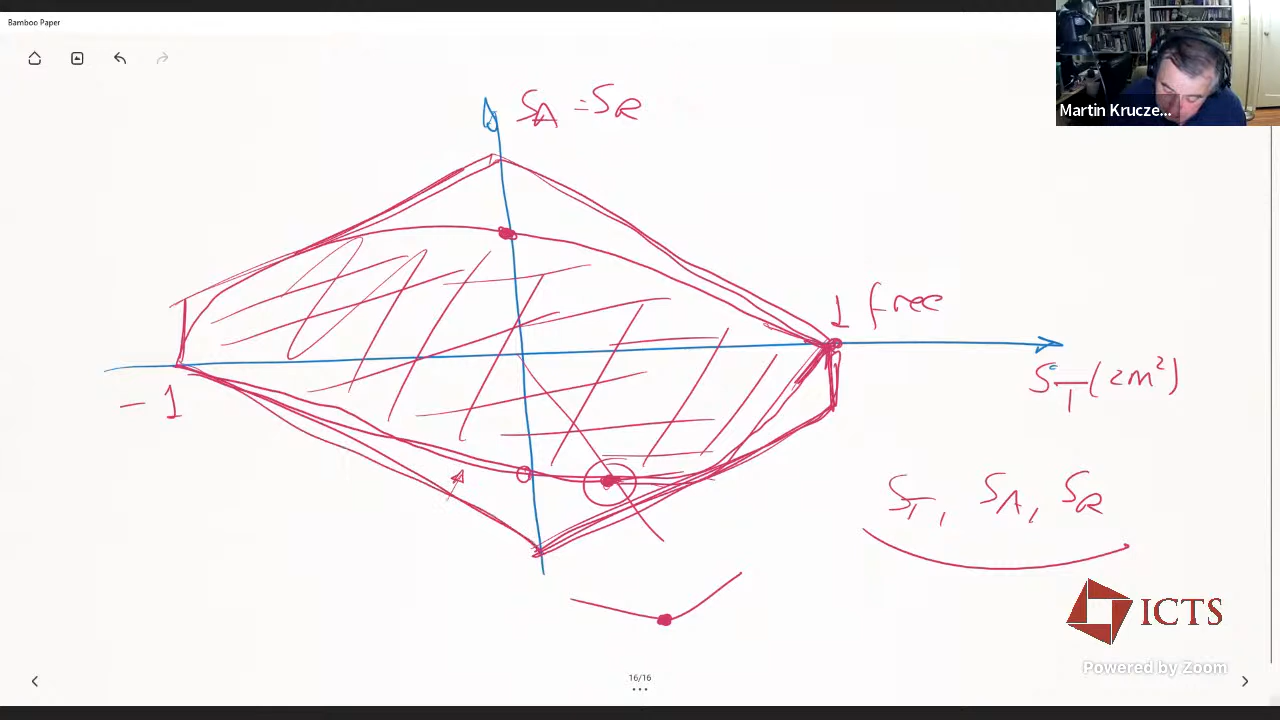 Bamboo Paper
Martin Krucze...
S_A = S_R
1 free
S_T(2m²)
-1
S_T, S_A, S_R
ICTS
Powered by Zoom
16/16